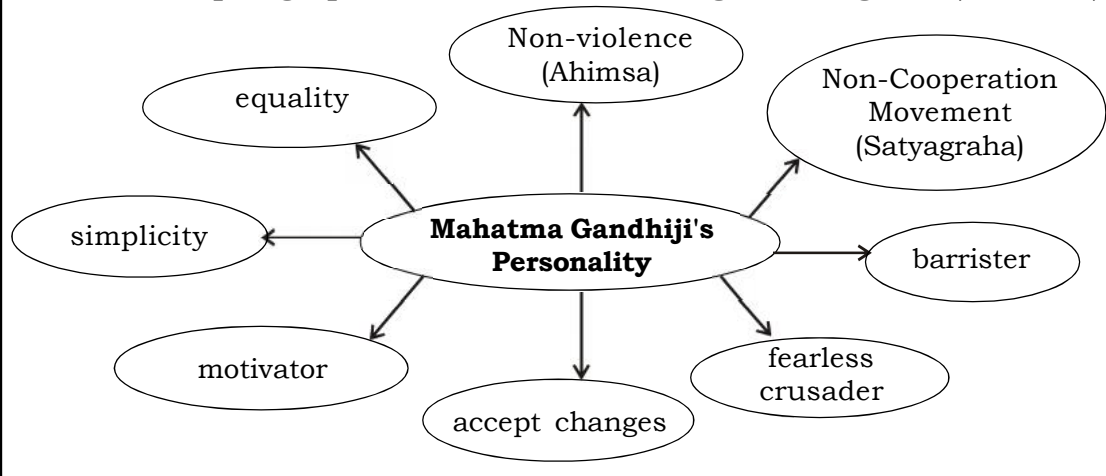 Non-violence
(Ahimsa)
Non-Cooperation
Movement
(Satyagraha)
equality
simplicity
Mahatma Gandhiji's
Personality
barrister
motivator
fearless
crusader
accept changes